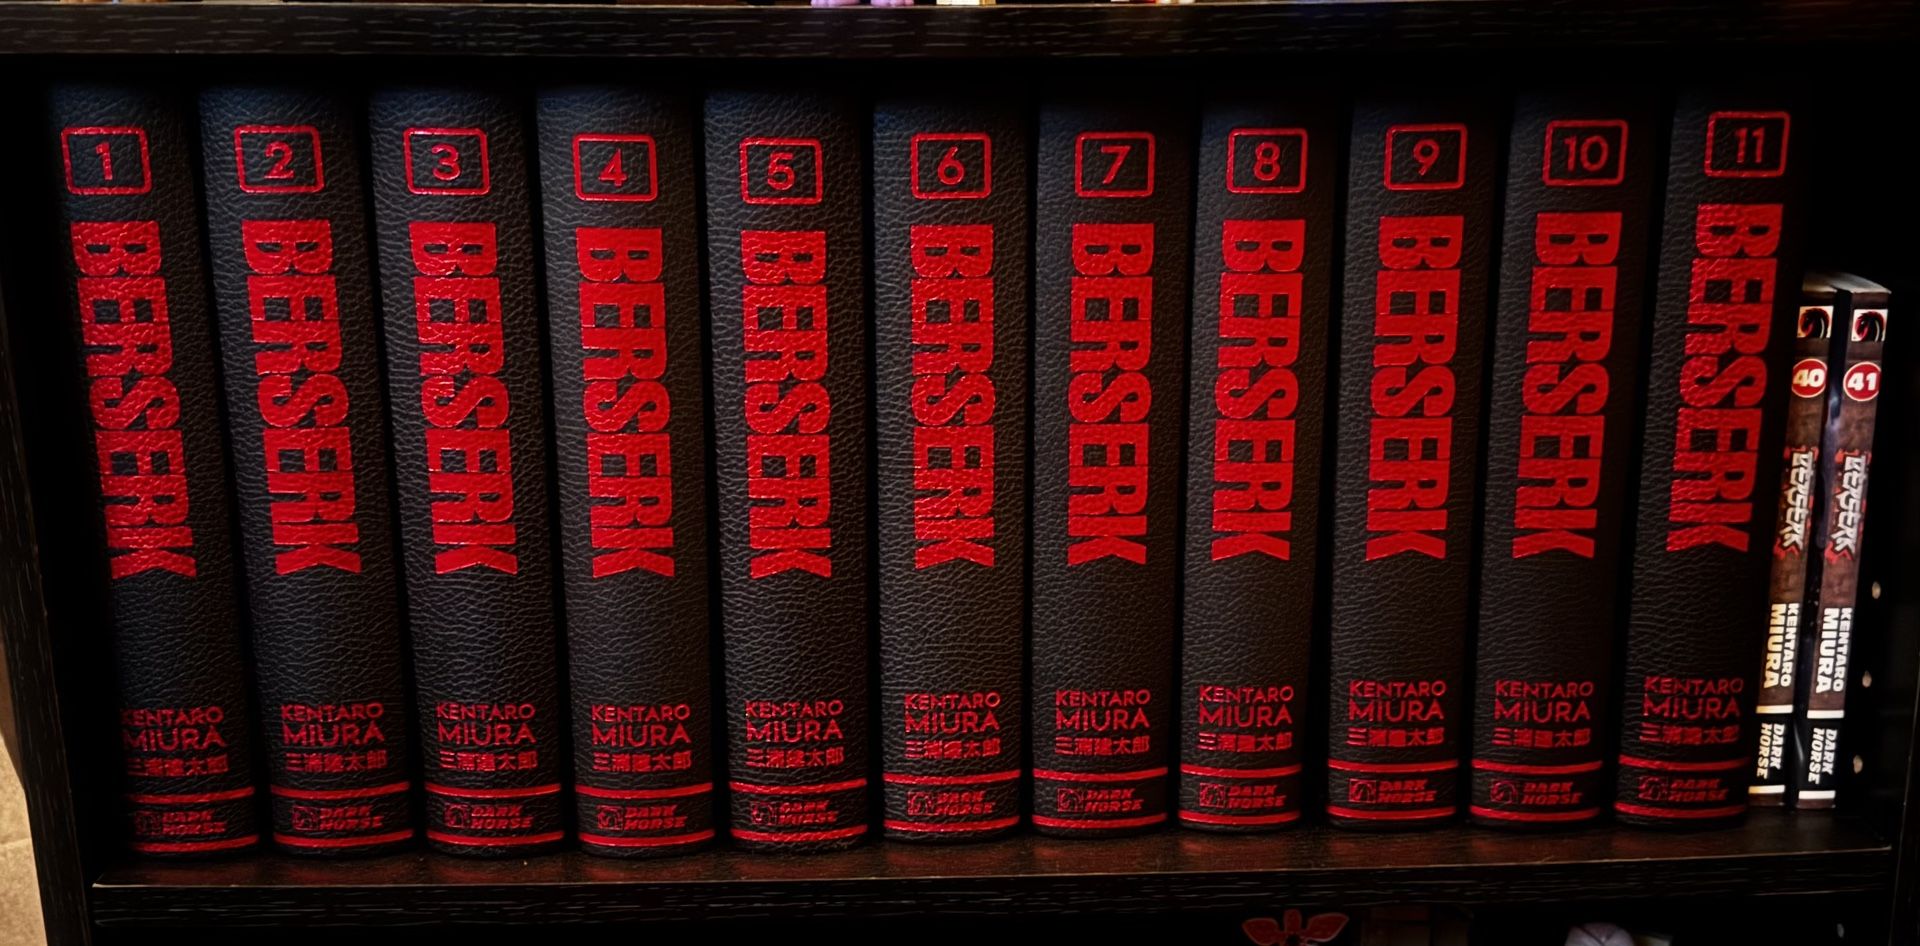 1
BERSERK
KENTARO
MIURA
三浦建太郎
DARK
HORSE
2
BERSERK
KENTARO
MIURA
三浦建太郎
DARK
HORSE
3
BERSERK
KENTARO
MIURA
三浦建太郎
DARK
HORSE
4
BERSERK
KENTARO
MIURA
三浦建太郎
DARK
HORSE
5
BERSERK
KENTARO
MIURA
三浦建太郎
DARK
HORSE
6
BERSERK
KENTARO
MIURA
三浦建太郎
DARK
HORSE
7
BERSERK
KENTARO
MIURA
三浦建太郎
DARK
HORSE
8
BERSERK
KENTARO
MIURA
三浦建太郎
DARK
HORSE
9
BERSERK
KENTARO
MIURA
三浦建太郎
DARK
HORSE
10
BERSERK
KENTARO
MIURA
三浦建太郎
DARK
HORSE
11
BERSERK
KENTARO
MIURA
三浦建太郎
DARK
HORSE
40
BERSERK
KENTARO
MIURA
DARK
HORSE
41
BERSERK
KENTARO
MIURA
DARK
HORSE